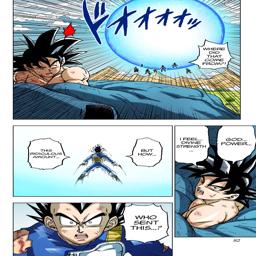 ドオオオオッ
WHERE
DID THAT
COME
FROM?!
GOD...
POWER...
I FEEL...
DIVINE
STRENGTH
...
BUT
HOW...
THIS
RIDICULOUS
AMOUNT...
WHO
SENT
THIS...?